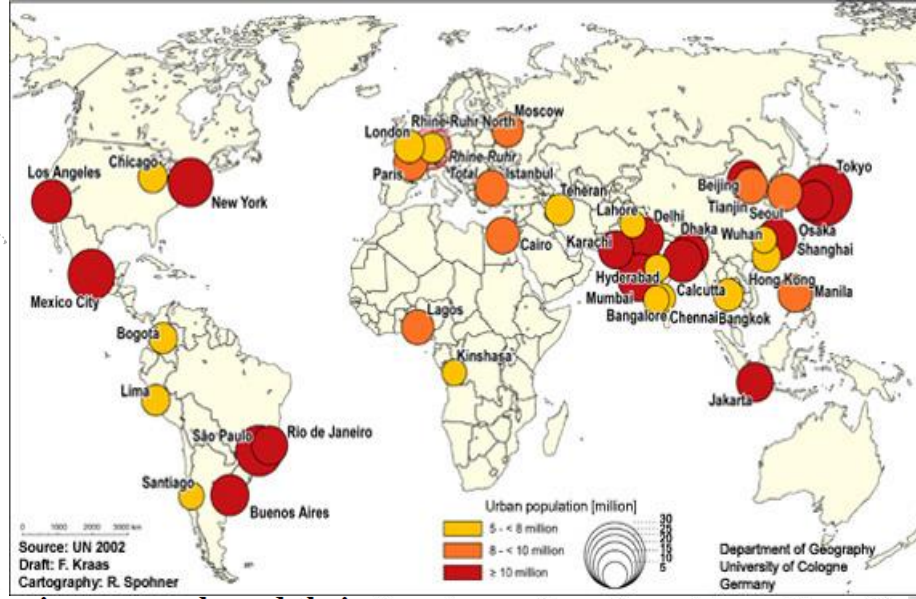 Moscow
Rhine-Ruhr-North
London
Rhine-Ruhr
Total
Paris
Istanbul
Chicago
Los Angeles
New York
Tokyo
Beijing
Teheran
Tianjin
Seoul
Lahore
Delhi
Wuhan
Osaka
Dhaka
Karachi
Shanghai
Cairo
Hyderabad
Hong Kong
Calcutta
Manila
Mumbai
Mexico City
Bangalore
Chennai
Bangkok
Lagos
Bogota
Kinshasa
Lima
Jakarta
São Paulo
Rio de Janeiro
Santiago
Buenos Aires
Urban population [million]
5 - < 8 million
8 - < 10 million
≥ 10 million
30
25
20
15
10
5
0 1000 2000 3000 km
Source: UN 2002
Draft: F. Kraas
Cartography: R. Spohner
Department of Geography
University of Cologne
Germany